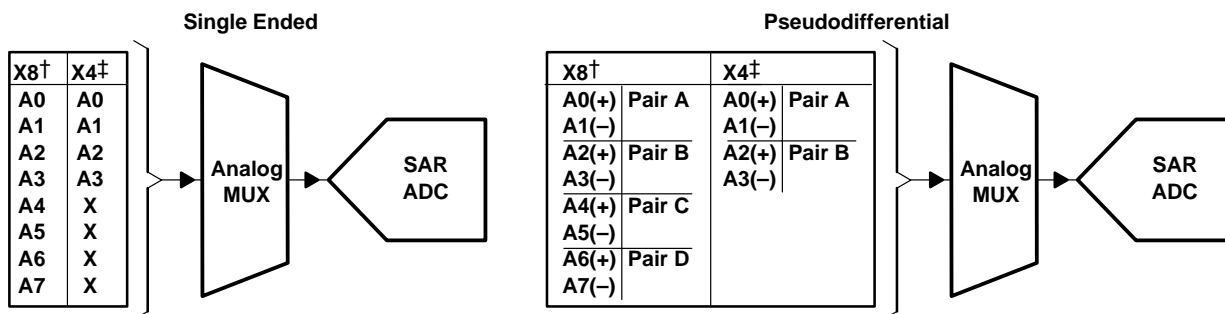 Single Ended
X8† X4‡
A0 A0
A1 A1
A2 A2
A3 A3
A4 X
A5 X
A6 X
A7 X
Analog
MUX
SAR
ADC
Pseudodifferential
X8† X4‡
A0(+) Pair A A0(+) Pair A
A1(–) A1(–)
A2(+) Pair B A2(+) Pair B
A3(–) A3(–)
A4(+) Pair C
A5(–)
A6(+) Pair D
A7(–)
Analog
MUX
SAR
ADC